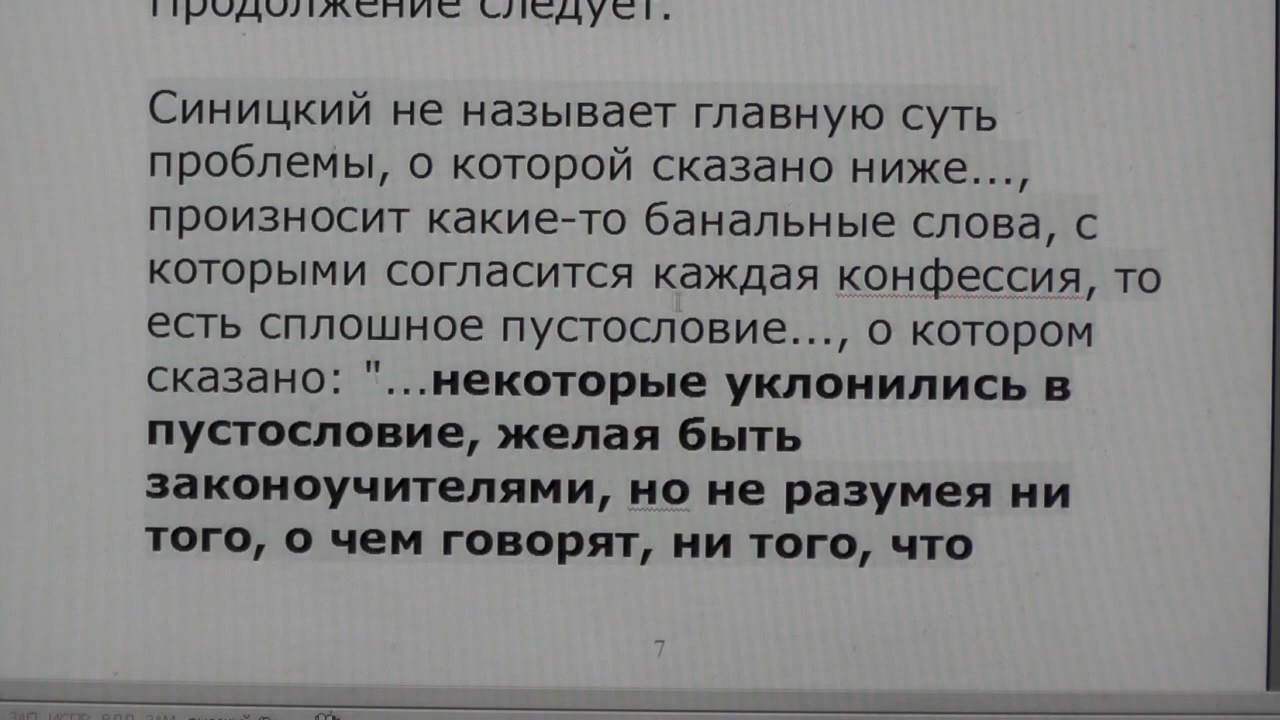 Продолжение следует.
Синицкий не называет главную суть
проблемы, о которой сказано ниже...,
произносит какие-то банальные слова, с
которыми согласится каждая конфессия, то
есть сплошное пустословие..., о котором
сказано: "...некоторые уклонились в
пустословие, желая быть
законоучителями, но не разумея ни
того, о чем говорят, ни того, что
7